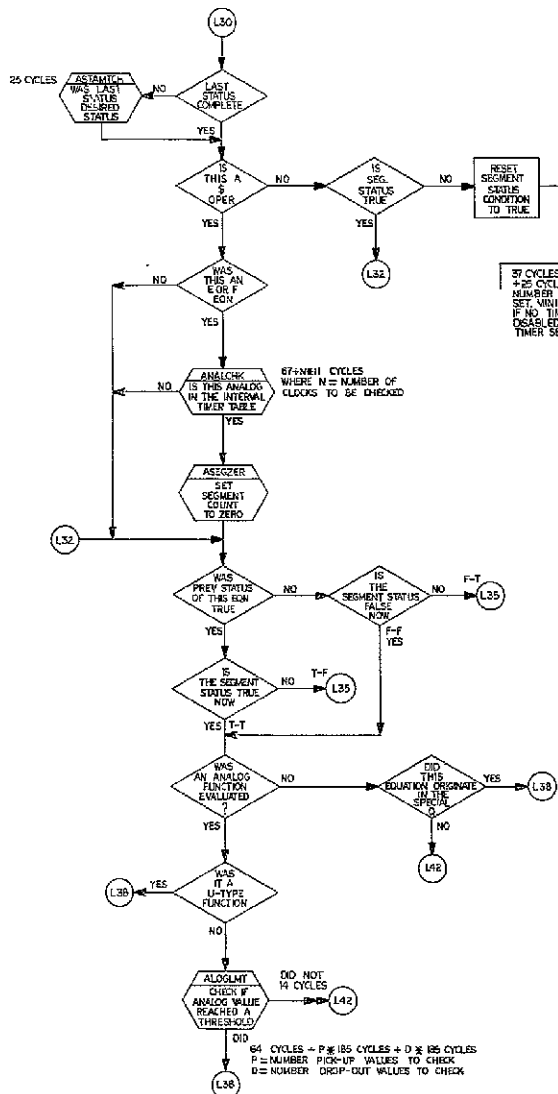 L30
25 CYCLES
ASTAMTCH
WAS LAST
STATUS
DESIRED
STATUS
NO
LAST
STATUS
COMPLETE
YES
IS
THIS A
$
OPER
NO
IS
SEG.
STATUS
TRUE
NO
RESET
SEGMENT
STATUS
CONDITION
TO TRUE
YES
YES
L32
NO
WAS
THIS AN
E OR F
EQN
YES
37 CYCLES
+25 CYCL
NUMBER
SET. MINI
IF NO TIM
DISABLED
TIMER SE
NO
ANALCHK
IS THIS ANALOG
IN THE INTERVAL
TIMER TABLE
67+N*11 CYCLES
WHERE N = NUMBER OF
CLOCKS TO BE CHECKED
YES
ASEGZER
SET
SEGMENT
COUNT
TO ZERO
L32
WAS
PREV STATUS
OF THIS EQN
TRUE
NO
IS
THE
SEGMENT STATUS
FALSE
NOW
NO
F-T
L35
YES
F-F
YES
IS
THE SEGMENT
STATUS TRUE
NOW
NO
T-F
L35
YES T-T
WAS
AN ANALOG
FUNCTION
EVALUATED
?
NO
DID
THIS
EQUATION ORIGINATE
IN THE
SPECIAL
Q
YES
L38
YES
NO
L42
L38
YES
WAS
IT A
U-TYPE
FUNCTION
NO
ALOGLMT
CHECK IF
ANALOG VALUE
REACHED A
THRESHOLD
DID NOT
14 CYCLES
L42
DID
64 CYCLES + P * 185 CYCLES + D * 185 CYCLES
P = NUMBER PICK-UP VALUES TO CHECK
D = NUMBER DROP-OUT VALUES TO CHECK
L38